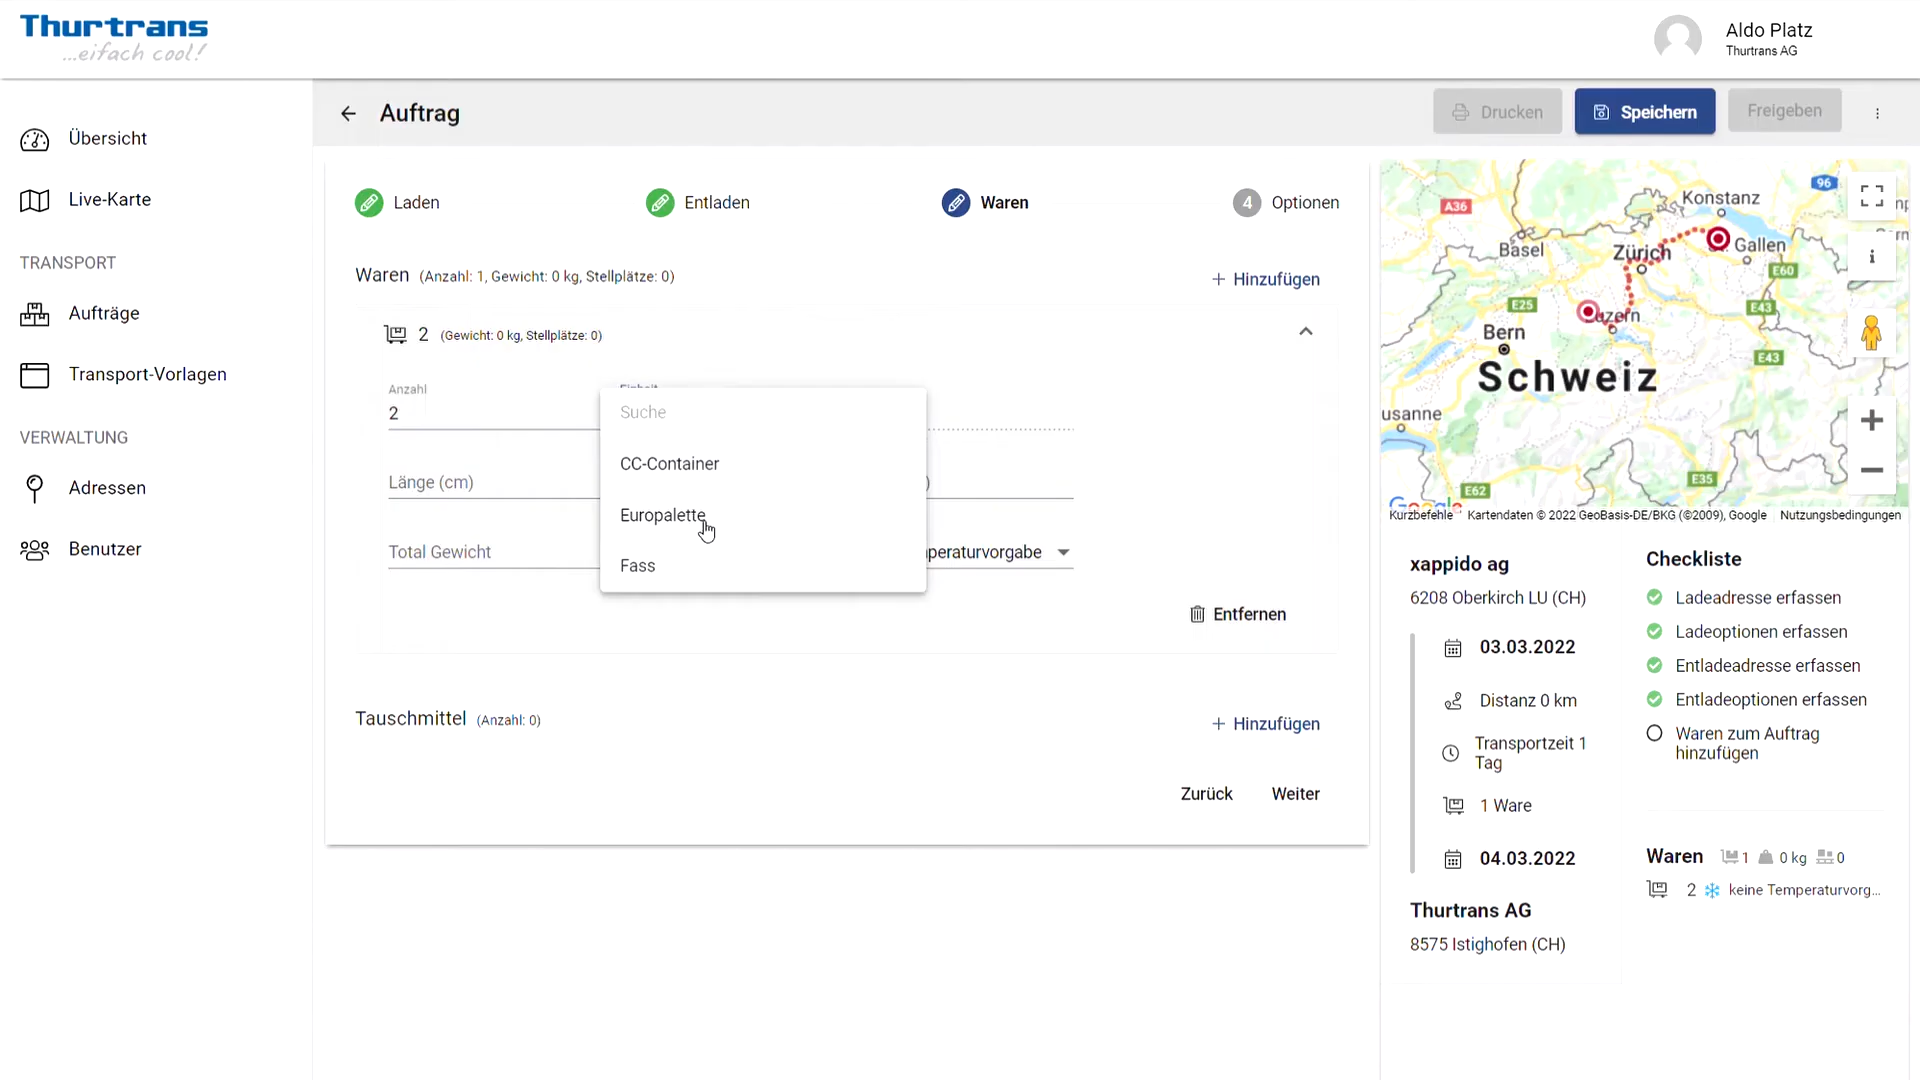 Thurtrans
...eifach cool!
Aldo Platz
Thurtrans AG
Übersicht
Live-Karte
TRANSPORT
Aufträge
Transport-Vorlagen
VERWALTUNG
Adressen
Benutzer
Auftrag
Drucken
Speichern
Freigeben
Laden
Entladen
Waren
4 Optionen
Waren (Anzahl: 1, Gewicht: 0 kg, Stellplätze: 0)
+ Hinzufügen
2 (Gewicht: 0 kg, Stellplätze: 0)
Anzahl
2
Einheit
Suche
CC-Container
Europalette
Fass
Länge (cm)
)
Total Gewicht
peraturvorgabe
Entfernen
Tauschmittel (Anzahl: 0)
+ Hinzufügen
Zurück
Weiter
96
A36
Konstanz
Basel
Zürich
Gallen
E60
E25
E43
uzern
Bern
E43
Schweiz
usanne
E35
E62
Google
Kurzbefehle
Kartendaten © 2022 GeoBasis-DE/BKG (©2009), Google
Nutzungsbedingungen
xappido ag
6208 Oberkirch LU (CH)
03.03.2022
Distanz 0 km
Transportzeit 1
Tag
1 Ware
04.03.2022
Thurtrans AG
8575 Istighofen (CH)
Checkliste
Ladeadresse erfassen
Ladeoptionen erfassen
Entladeadresse erfassen
Entladeoptionen erfassen
Waren zum Auftrag
hinzufügen
Waren 1 0 kg 0
2 keine Temperaturvorg...